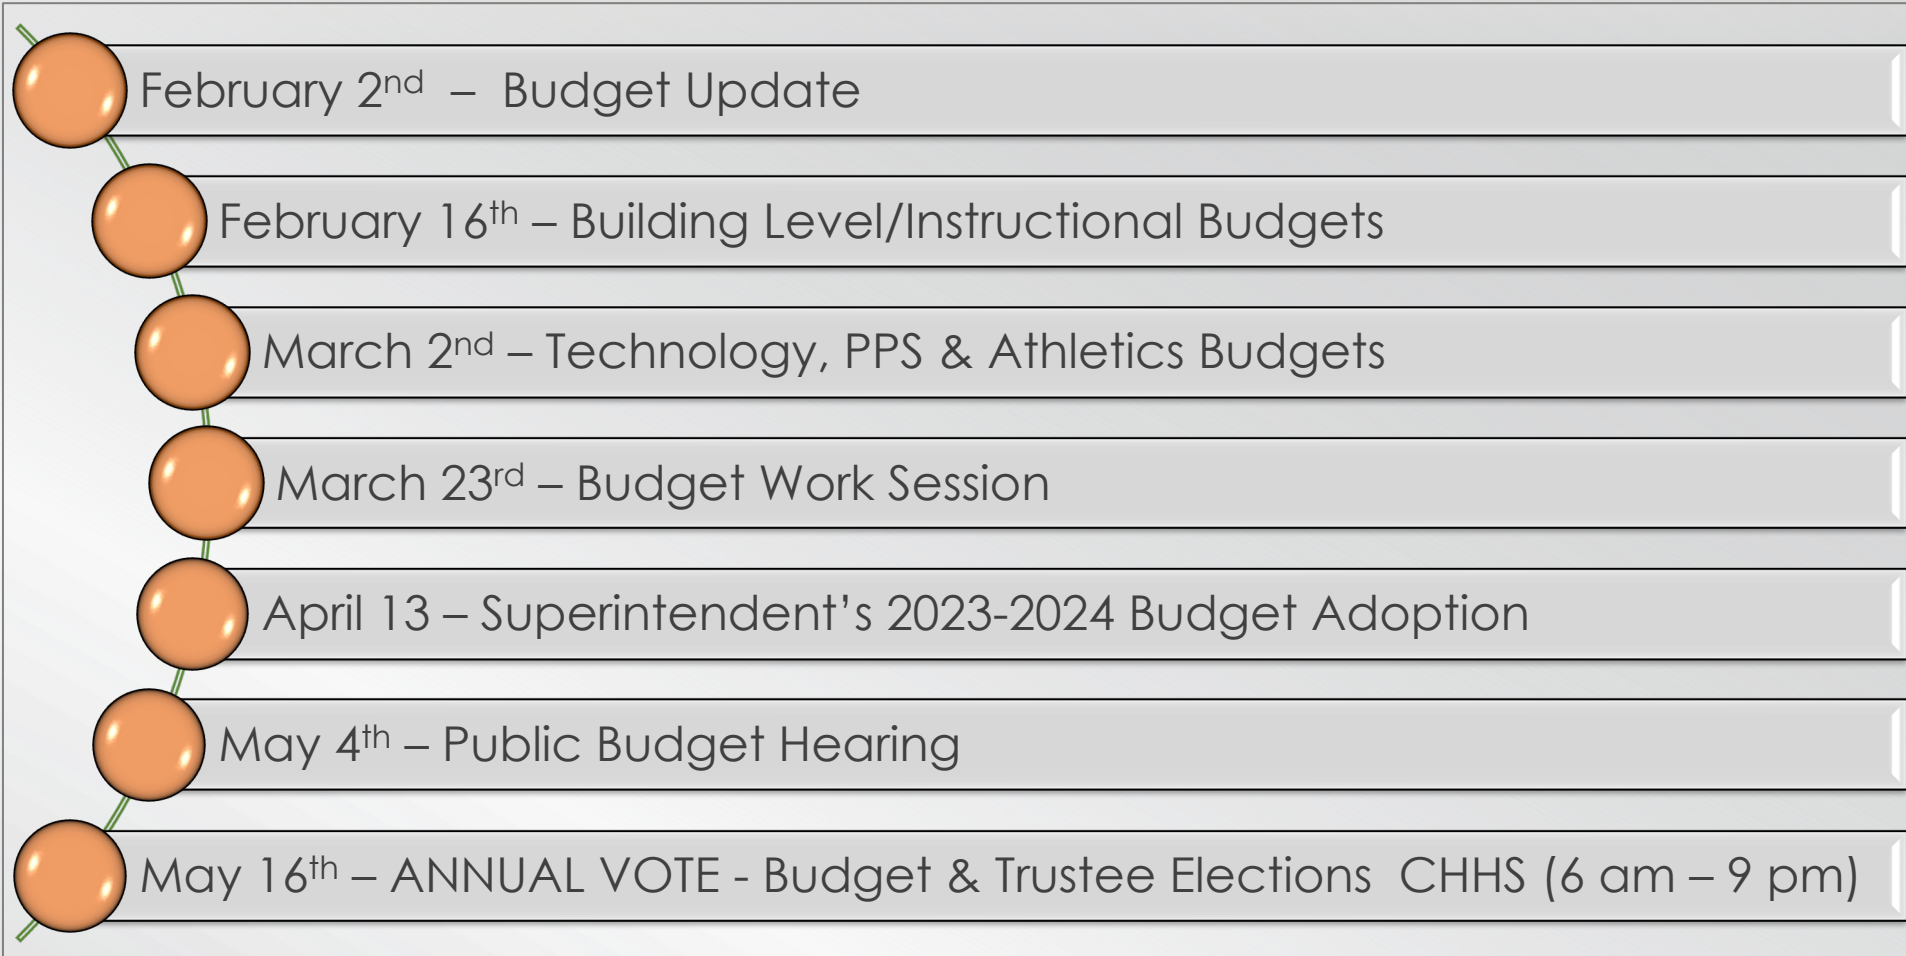 February 2nd – Budget Update
February 16th – Building Level/Instructional Budgets
March 2nd – Technology, PPS & Athletics Budgets
March 23rd – Budget Work Session
April 13 – Superintendent’s 2023-2024 Budget Adoption
May 4th – Public Budget Hearing
May 16th – ANNUAL VOTE - Budget & Trustee Elections CHHS (6 am – 9 pm)